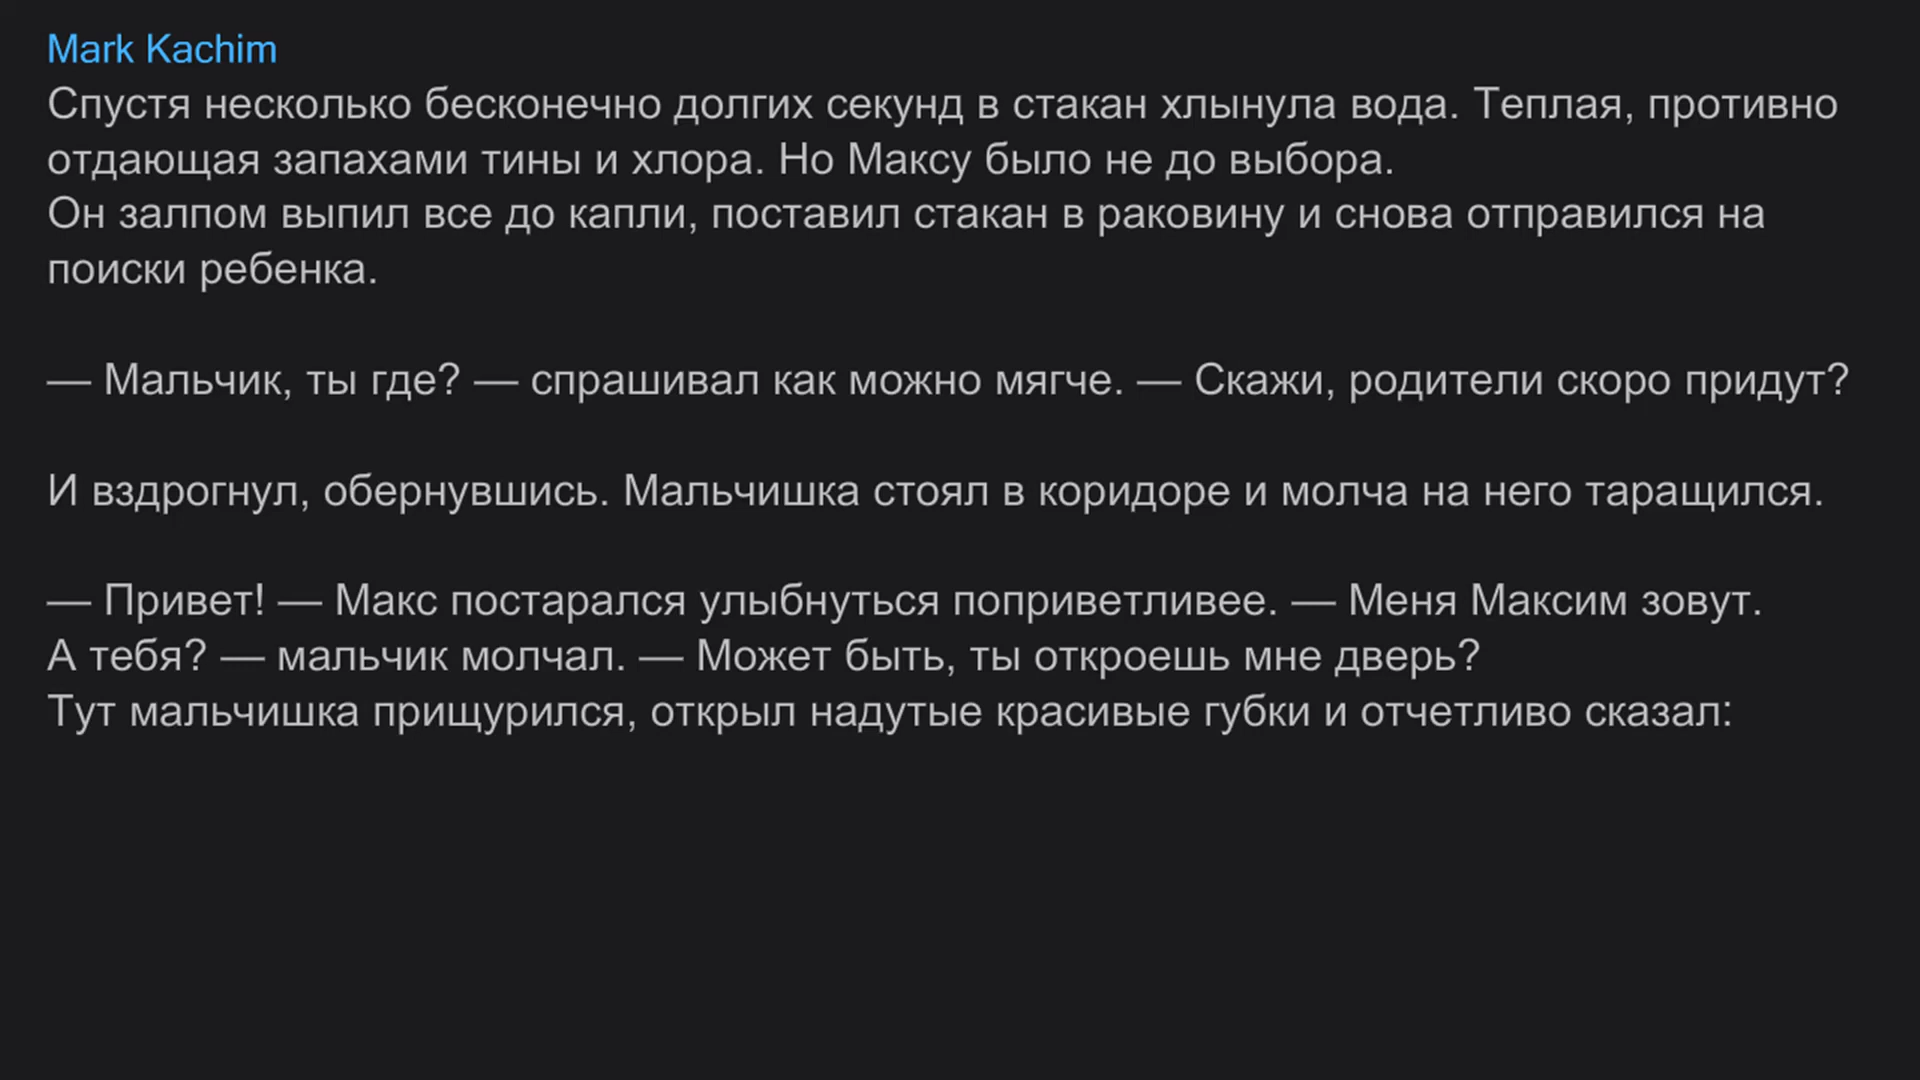 Mark Kachim
Спустя несколько бесконечно долгих секунд в стакан хлынула вода. Теплая, противно
отдающая запахами тины и хлора. Но Максу было не до выбора.
Он залпом выпил все до капли, поставил стакан в раковину и снова отправился на
поиски ребенка.
— Мальчик, ты где? — спрашивал как можно мягче. — Скажи, родители скоро придут?
И вздрогнул, обернувшись. Мальчишка стоял в коридоре и молча на него таращился.
— Привет! — Макс постарался улыбнуться поприветливее. — Меня Максим зовут.
А тебя? — мальчик молчал. — Может быть, ты откроешь мне дверь?
Тут мальчишка прищурился, открыл надутые красивые губки и отчетливо сказал: